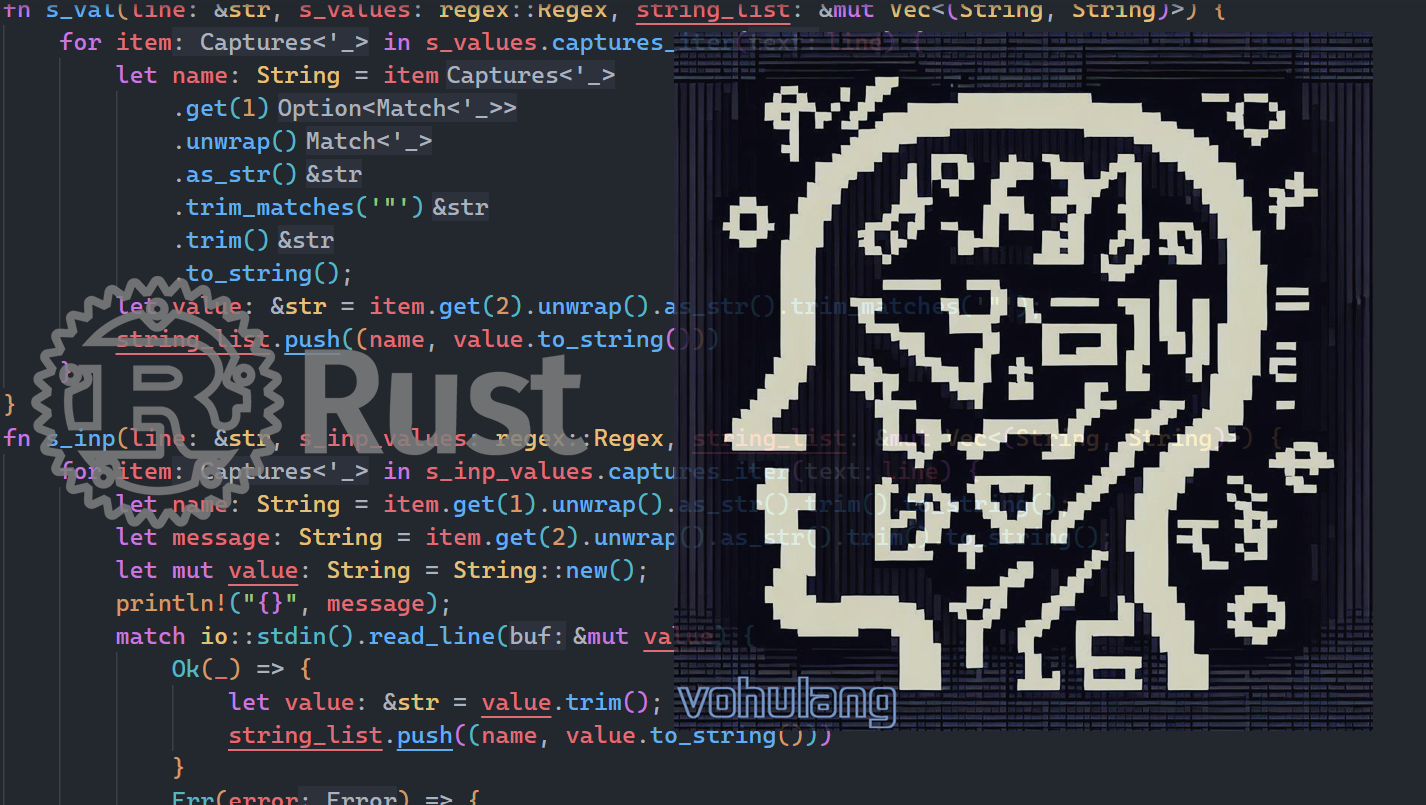 fn s_val(line: &str, s_values: regex::Regex, string_list: &mut Vec<(String, String)>) {
for item: Captures<'_> in s_values.captures_iter(text: line) {
let name: String = item Captures<'_>
.get(1) Option<Match<'_>>
.unwrap() Match<'_>
.as_str() &str
.trim_matches('"') &str
.trim() &str
.to_string();
let value: &str = item.get(2).unwrap().as_str().trim_matches('"');
string_list.push((name, value.to_string()))
}
}
Rust
fn s_inp(line: &str, s_inp_values: regex::Regex, string_list: &mut Vec<(String, String)>) {
for item: Captures<'_> in s_inp_values.captures_iter(text: line) {
let name: String = item.get(1).unwrap().as_str().trim().to_string();
let message: String = item.get(2).unwrap().as_str().trim().to_string();
let mut value: String = String::new();
println!("{}", message);
match io::stdin().read_line(buf: &mut value) {
Ok(_) => {
let value: &str = value.trim();
vohulang
string_list.push((name, value.to_string()))
}
Err(error: Error) => {